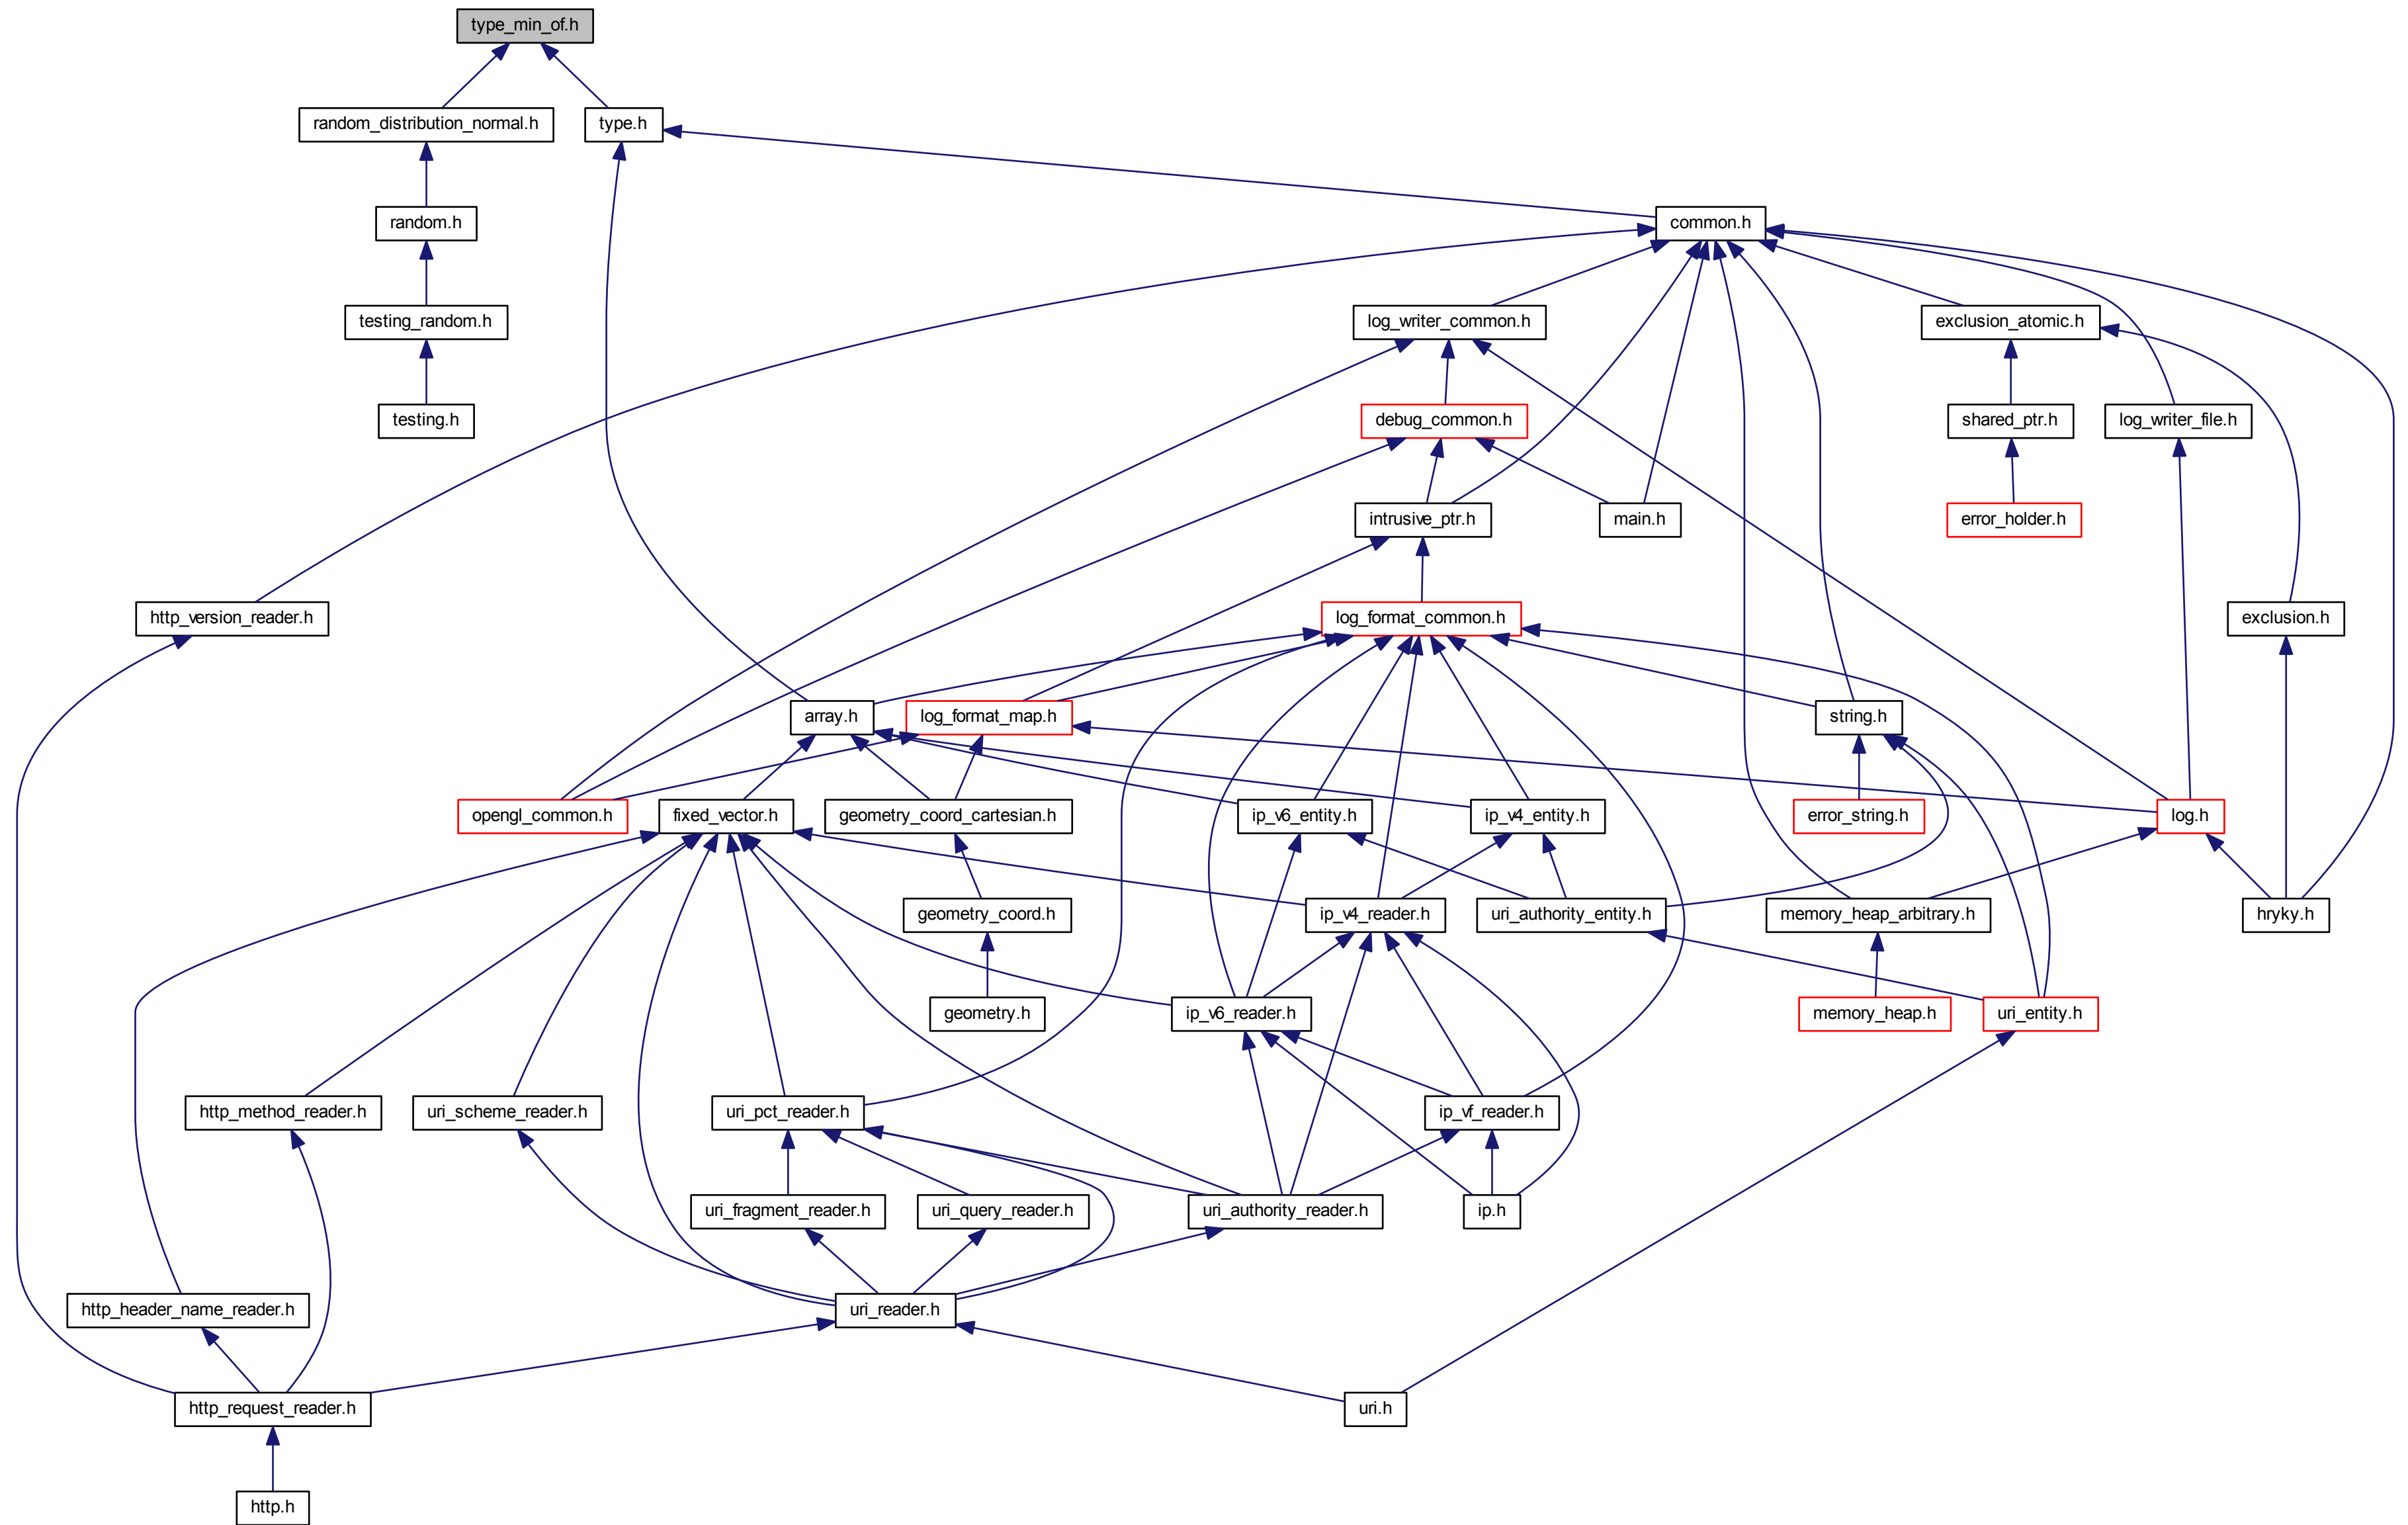 type_min_of.h
random_distribution_normal.h
type.h
random.h
common.h
testing_random.h
log_writer_common.h
exclusion_atomic.h
testing.h
debug_common.h
shared_ptr.h
log_writer_file.h
intrusive_ptr.h
main.h
error_holder.h
http_version_reader.h
log_format_common.h
exclusion.h
array.h
log_format_map.h
string.h
opengl_common.h
fixed_vector.h
geometry_coord_cartesian.h
ip_v6_entity.h
ip_v4_entity.h
error_string.h
log.h
geometry_coord.h
ip_v4_reader.h
uri_authority_entity.h
memory_heap_arbitrary.h
hryky.h
geometry.h
ip_v6_reader.h
memory_heap.h
uri_entity.h
http_method_reader.h
uri_scheme_reader.h
uri_pct_reader.h
ip_vf_reader.h
uri_fragment_reader.h
uri_query_reader.h
uri_authority_reader.h
ip.h
http_header_name_reader.h
uri_reader.h
http_request_reader.h
uri.h
http.h